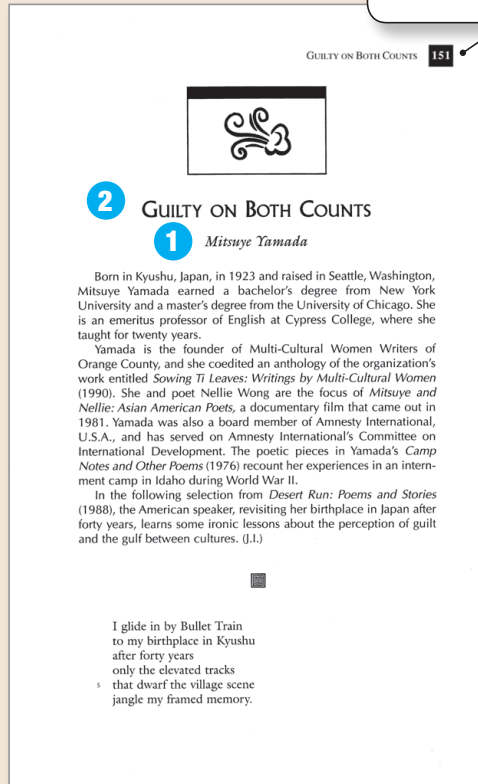 GUILTY ON BOTH COUNTS 151
2
GUILTY ON BOTH COUNTS
1
Mitsuye Yamada
Born in Kyushu, Japan, in 1923 and raised in Seattle, Washington,
Mitsuye Yamada earned a bachelor's degree from New York
University and a master's degree from the University of Chicago. She
is an emeritus professor of English at Cypress College, where she
taught for twenty years.
Yamada is the founder of Multi-Cultural Women Writers of
Orange County, and she coedited an anthology of the organization's
work entitled Sowing Ti Leaves: Writings by Multi-Cultural Women
(1990). She and poet Nellie Wong are the focus of Mitsuye and
Nellie: Asian American Poets, a documentary film that came out in
1981. Yamada was also a board member of Amnesty International,
U.S.A., and has served on Amnesty International's Committee on
International Development. The poetic pieces in Yamada's Camp
Notes and Other Poems (1976) recount her experiences in an intern-
ment camp in Idaho during World War II.
In the following selection from Desert Run: Poems and Stories
(1988), the American speaker, revisiting her birthplace in Japan after
forty years, learns some ironic lessons about the perception of guilt
and the gulf between cultures. (J.I.)
I glide in by Bullet Train
to my birthplace in Kyushu
after forty years
only the elevated tracks
5 that dwarf the village scene
jangle my framed memory.